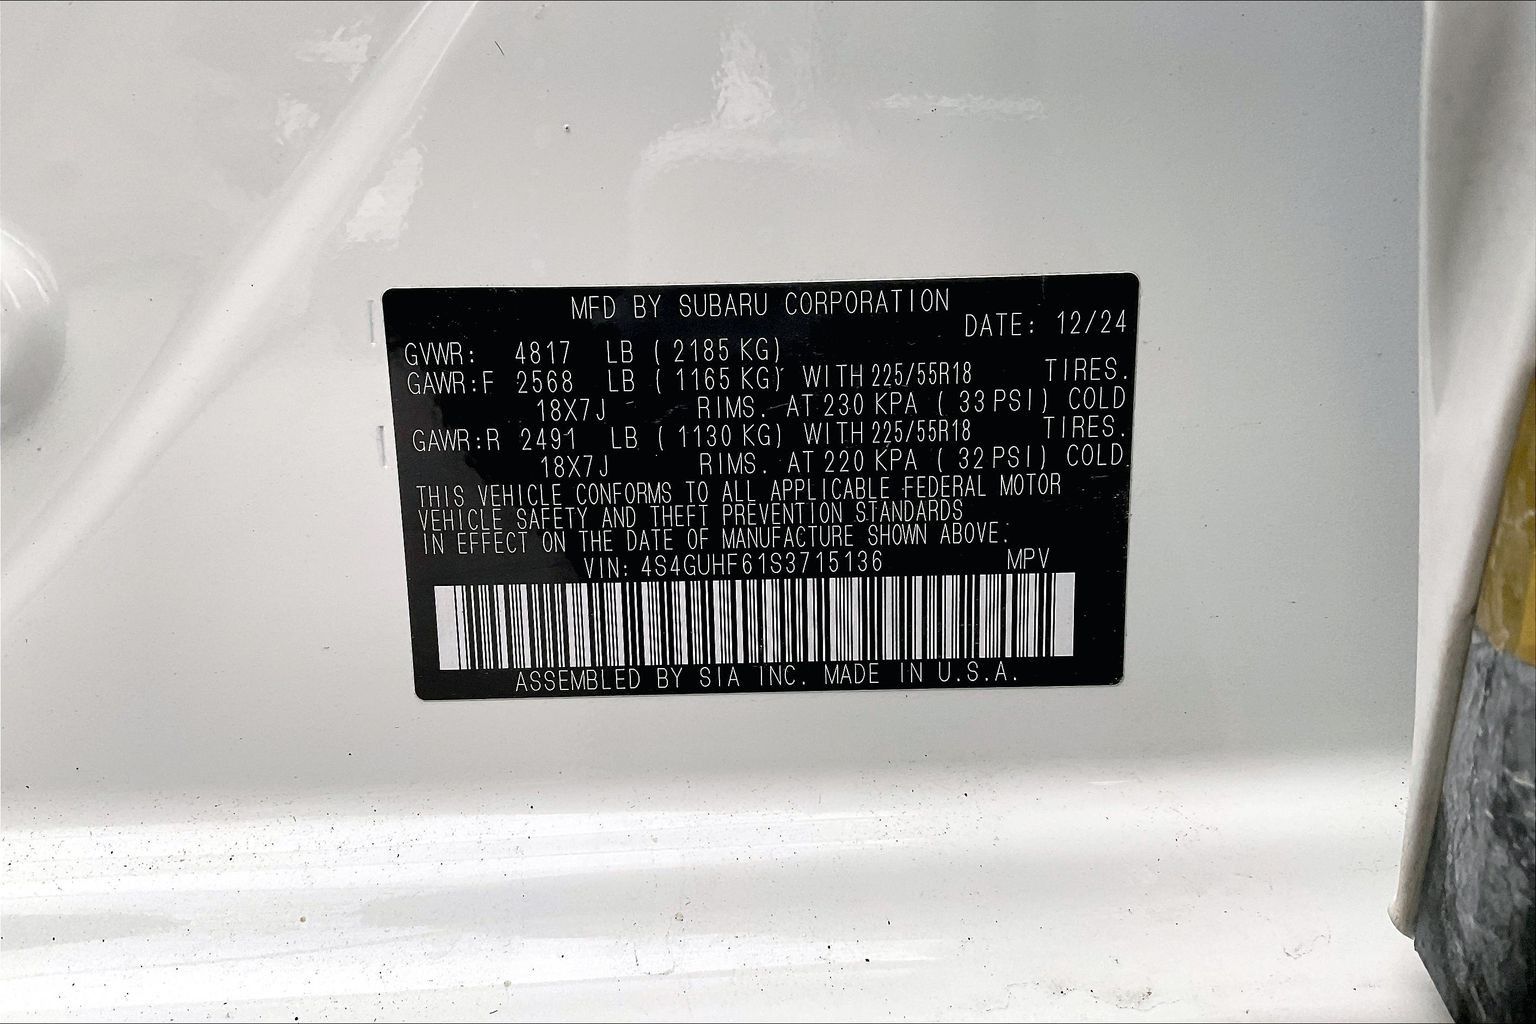 MFD BY SUBARU CORPORATION
DATE: 12/24
GVWR: 4817 LB ( 2185 KG)
GAWR:F 2568 LB ( 1165 KG) WITH 225/55R18 TIRES.
18X7J RIMS. AT 230 KPA ( 33 PSI) COLD
GAWR:R 2491 LB ( 1130 KG) WITH 225/55R18 TIRES.
18X7J RIMS. AT 220 KPA ( 32 PSI) COLD.
THIS VEHICLE CONFORMS TO ALL APPLICABLE FEDERAL MOTOR
VEHICLE SAFETY AND THEFT PREVENTION STANDARDS
IN EFFECT ON THE DATE OF MANUFACTURE SHOWN ABOVE.
VIN: 4S4GUHF61S3715136 MPV
ASSEMBLED BY SIA INC. MADE IN U.S.A.